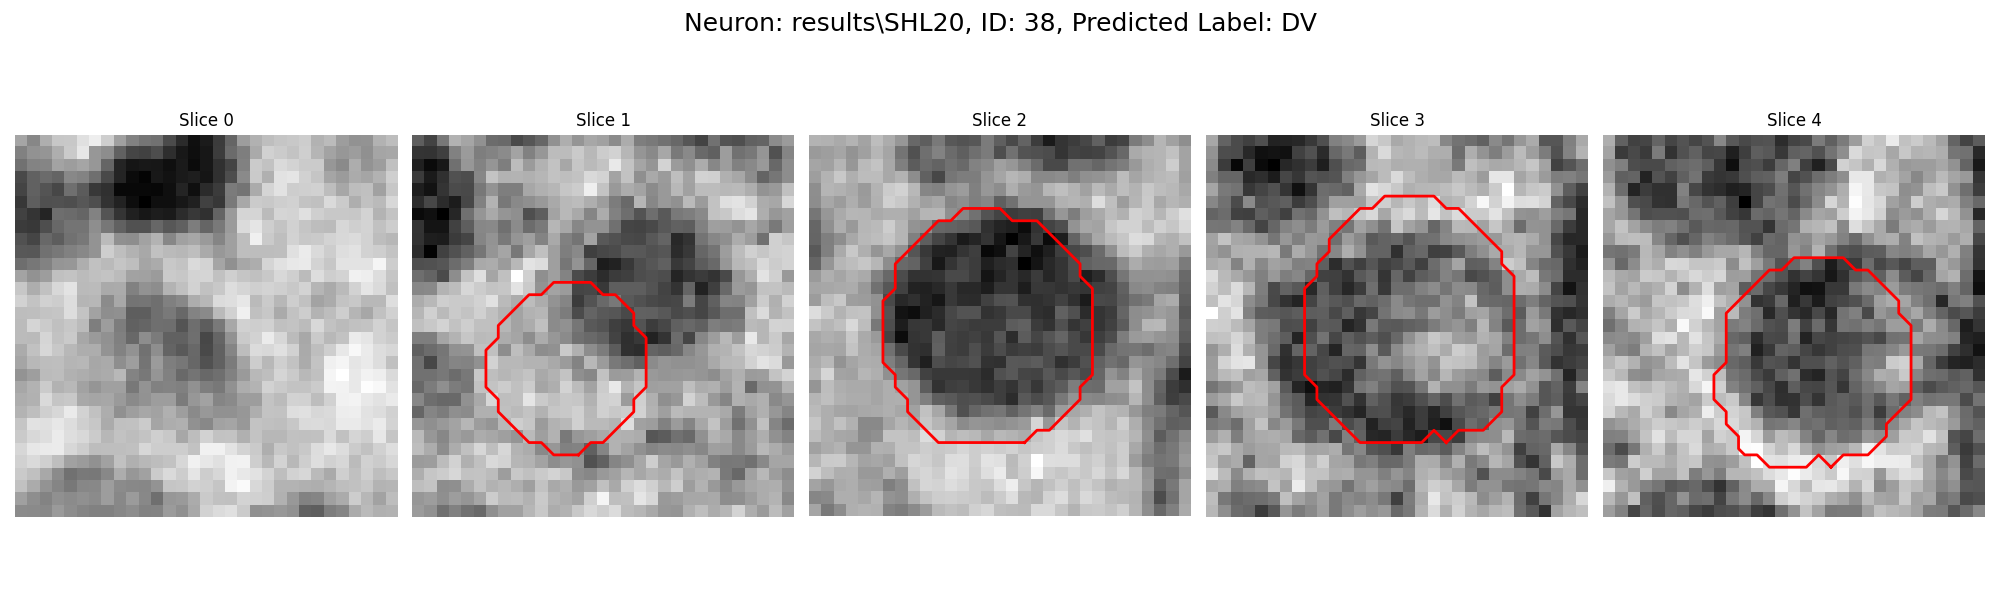 Neuron: results\SHL20, ID: 38, Predicted Label: DV
Slice 0
Slice 1
Slice 2
Slice 3
Slice 4